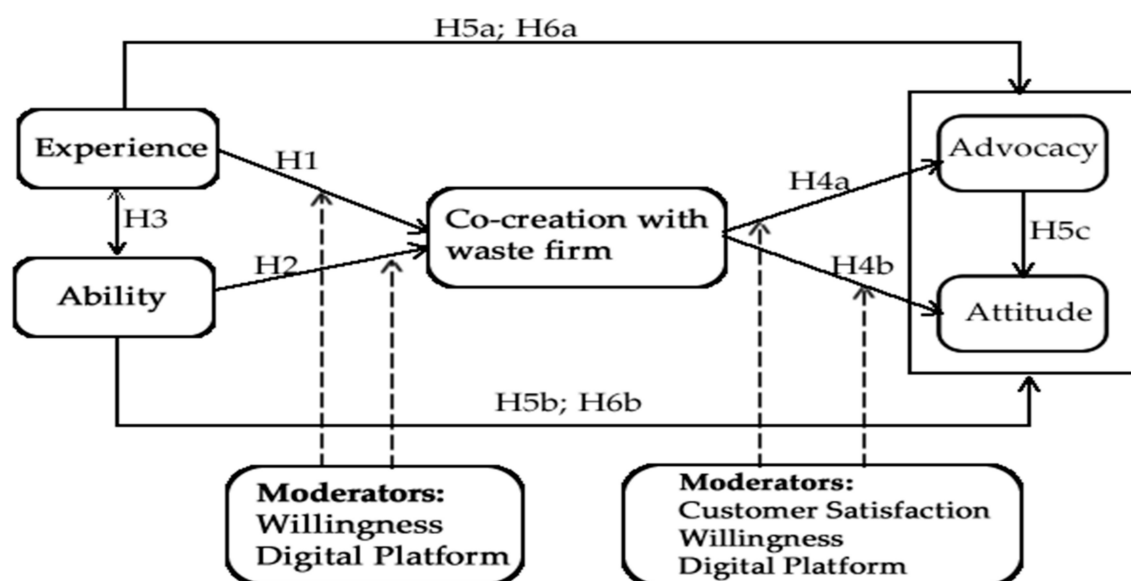 H5a; H6a
Experience
H1
Advocacy
H4a
H3
Co-creation with
waste firm
H5c
H2
H4b
Ability
Attitude
H5b; H6b
Moderators:
Willingness
Digital Platform
Moderators:
Customer Satisfaction
Willingness
Digital Platform